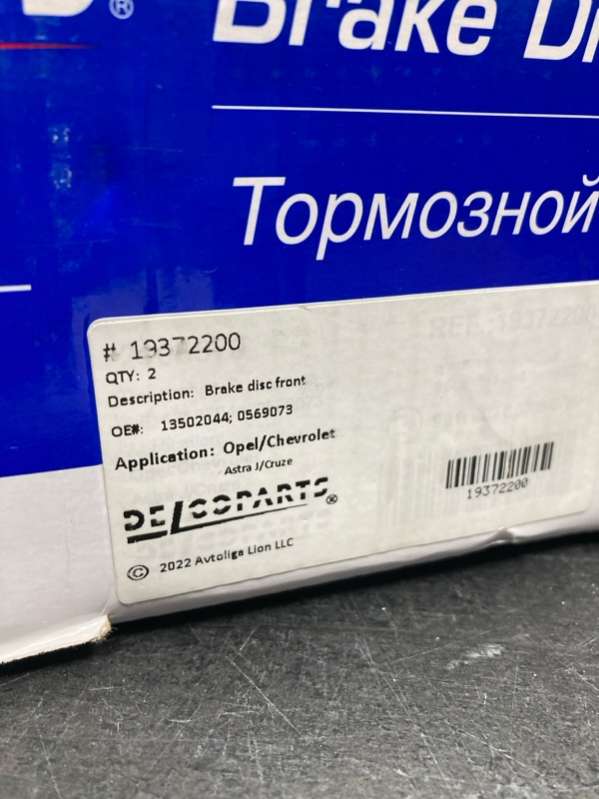 ®
Brake Di
Тормозной
# 19372200
QTY: 2
Description: Brake disc front
OE#: 13502044; 0569073
Application: Opel/Chevrolet
Astra J/Cruze
DELCOPARTS®
© 2022 Avtoliga Lion LLC
19372200